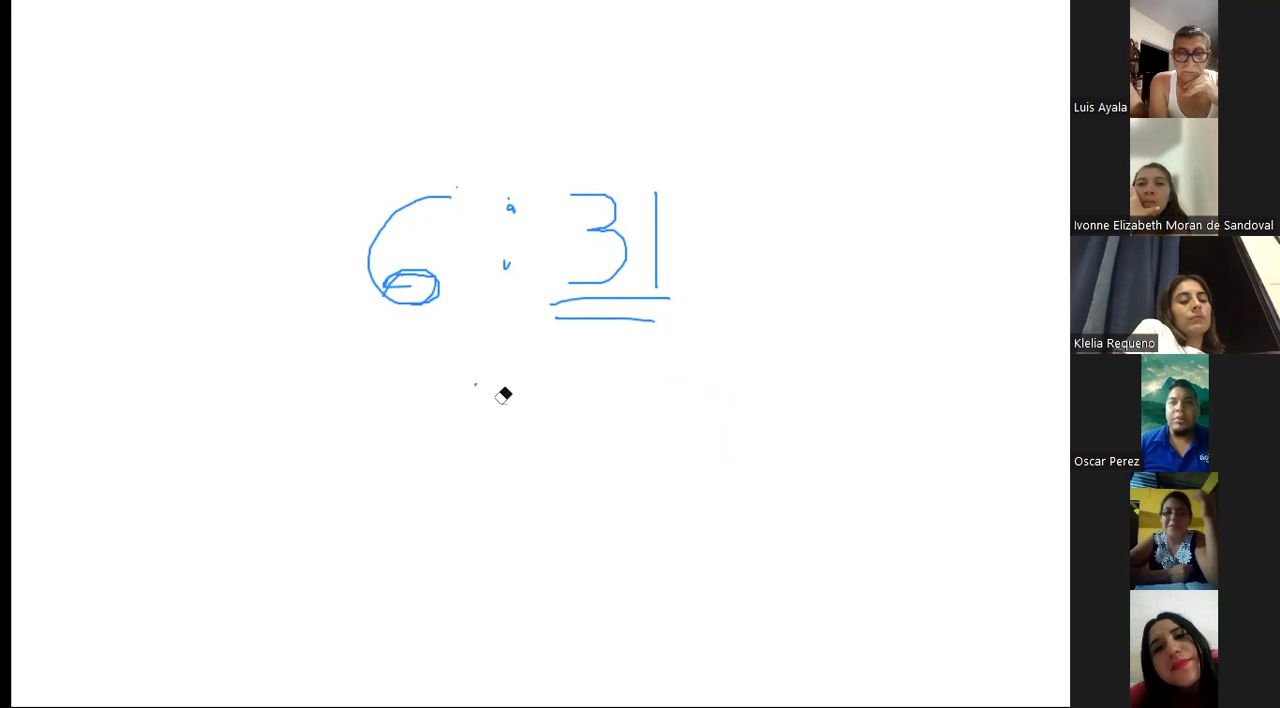 6 : 31
Luis Ayala
Ivonne Elizabeth Moran de Sandoval
Klelia Requeno
Oscar Perez